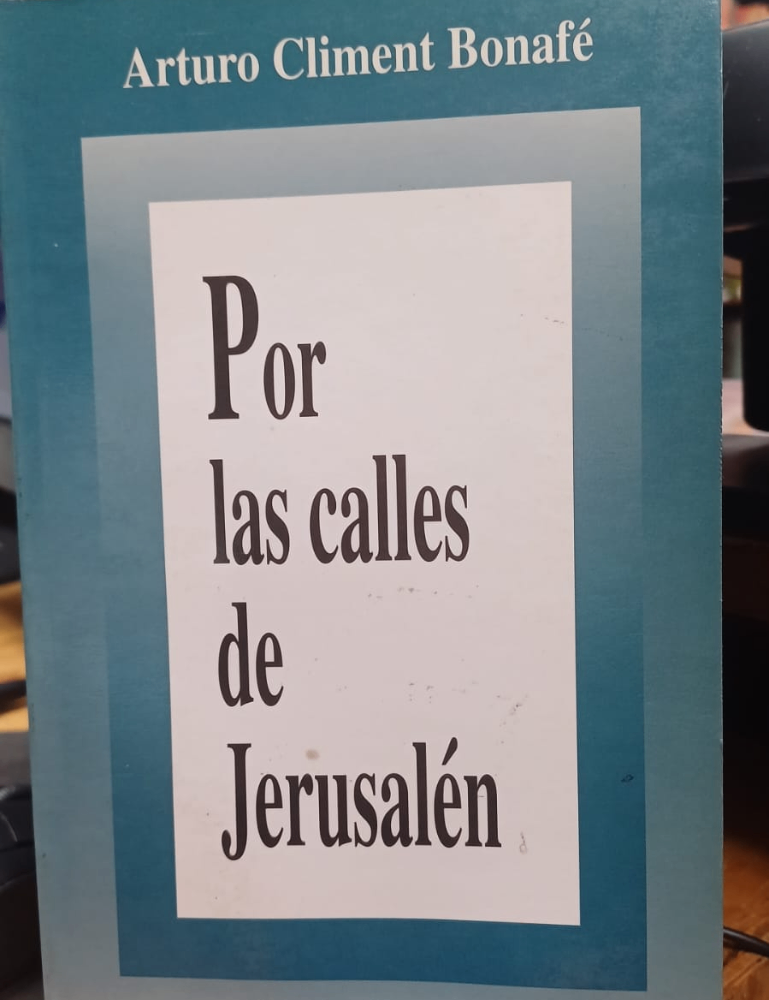 Arturo Climent Bonafé
Por
las calles
de
Jerusalén